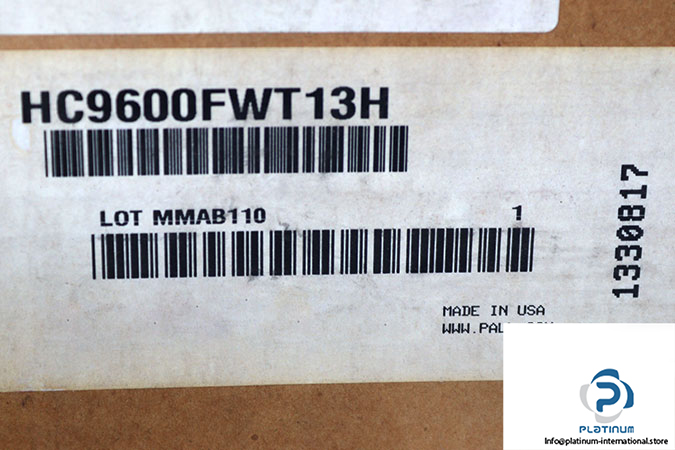 HC9600FWT13H
LOT MMAB110 1
1330817
MADE IN USA
PLATINUM
Info@platinum-international.store